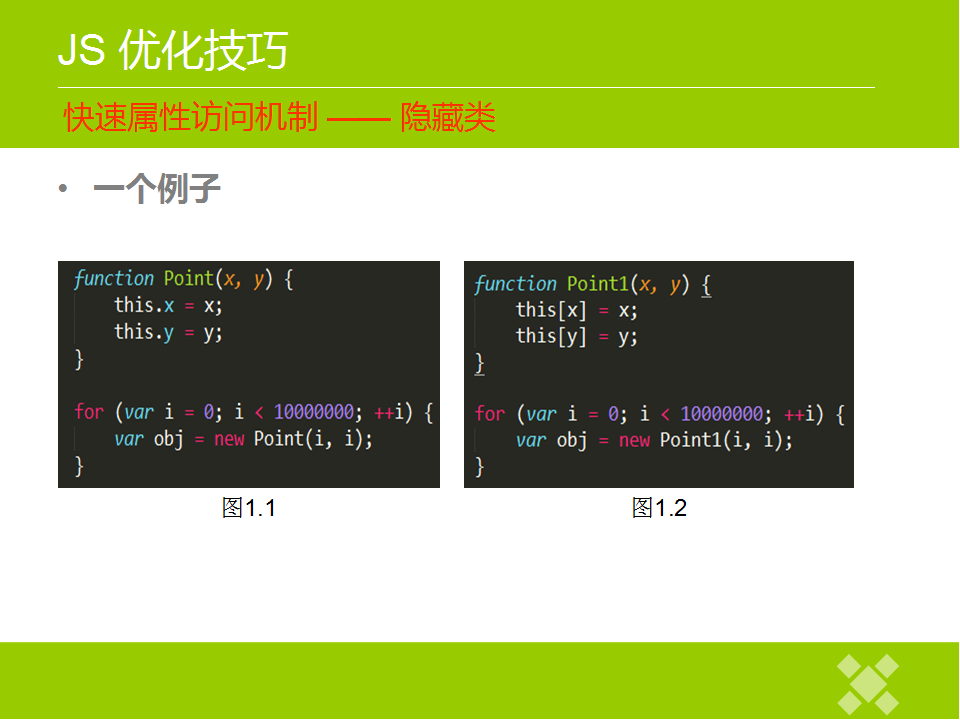 JS 优化技巧
快速属性访问机制 —— 隐藏类
• 一个例子
function Point(x, y) {
    this.x = x;
    this.y = y;
}
for (var i = 0; i < 10000000; ++i) {
    var obj = new Point(i, i);
}
图1.1
function Point1(x, y) {
    this[x] = x;
    this[y] = y;
}
for (var i = 0; i < 10000000; ++i) {
    var obj = new Point1(i, i);
}
图1.2